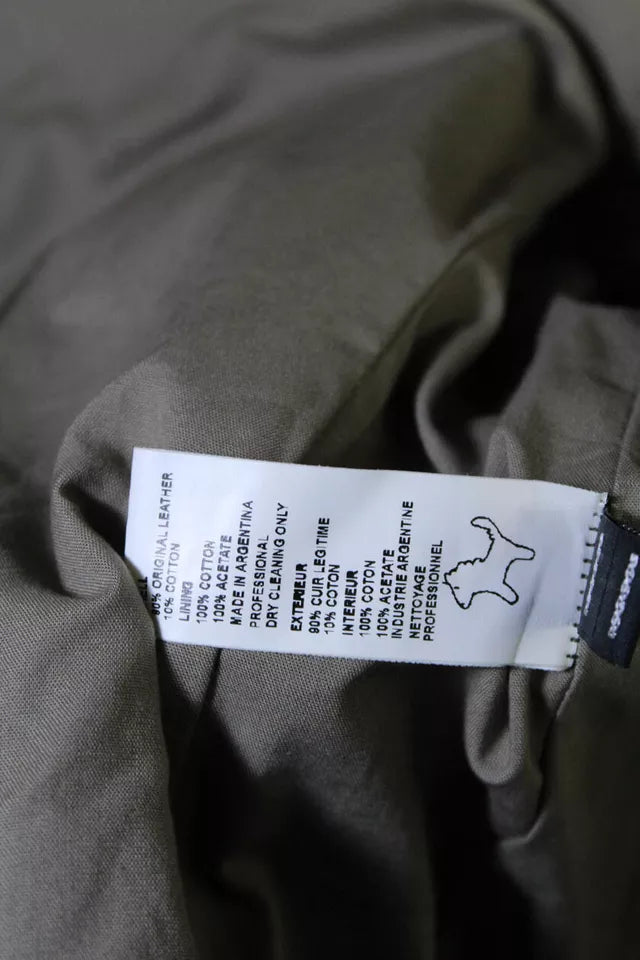 ORIGINAL LEATHER
10% COTTON
LINING
100% COTTON
100% ACETATE
MADE IN ARGENTINA
PROFESSIONAL
DRY CLEANING ONLY
EXTERIEUR
90% CUIR LEGITIME
10% COTON
INTERIEUR
100% COTON
100% ACETATE
INDUSTRIE ARGENTINE
NETTOYAGE
PROFESSIONNEL